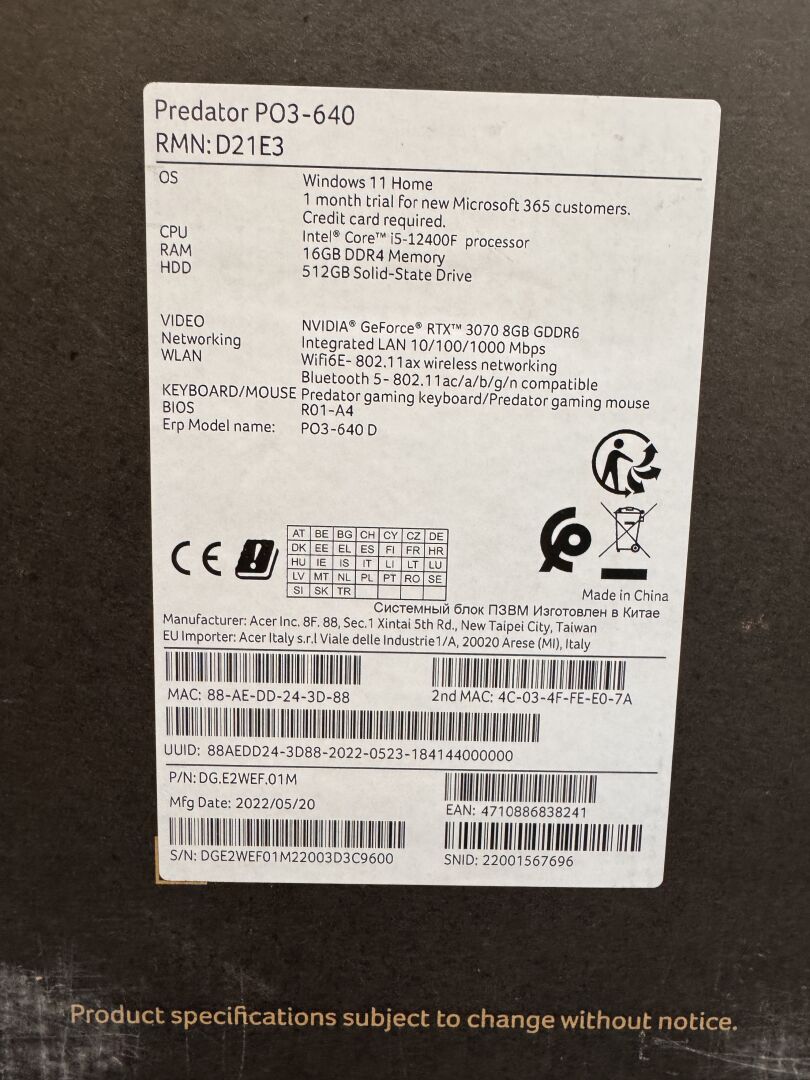 Predator PO3-640
RMN: D21E3
OS Windows 11 Home
1 month trial for new Microsoft 365 customers.
Credit card required.
CPU Intel® Core™ i5-12400F processor
RAM 16GB DDR4 Memory
HDD 512GB Solid-State Drive
VIDEO NVIDIA® GeForce® RTX™ 3070 8GB GDDR6
Networking Integrated LAN 10/100/1000 Mbps
WLAN Wifi6E- 802.11ax wireless networking
Bluetooth 5- 802.11ac/a/b/g/n compatible
KEYBOARD/MOUSE Predator gaming keyboard/Predator gaming mouse
BIOS R01-A4
Erp Model name: PO3-640 D
CE
AT BE BG CH CY CZ DE
DK EE EL ES FI FR HR
HU IE IS IT LI LT LU
LV MT NL PL PT RO SE
SI SK TR
Made in China
Системный блок ПЭВМ Изготовлен в Китае
Manufacturer: Acer Inc. 8F. 88, Sec.1 Xintai 5th Rd., New Taipei City, Taiwan
EU Importer: Acer Italy s.r.l Viale delle Industrie1/A, 20020 Arese (MI), Italy
MAC: 88-AE-DD-24-3D-88 2nd MAC: 4C-03-4F-FE-E0-7A
UUID: 88AEDD24-3D88-2022-0523-184144000000
P/N: DG.E2WEF.01M
Mfg Date: 2022/05/20
EAN: 4710886838241
S/N: DGE2WEF01M22003D3C9600
SNID: 22001567696
Product specifications subject to change without notice.